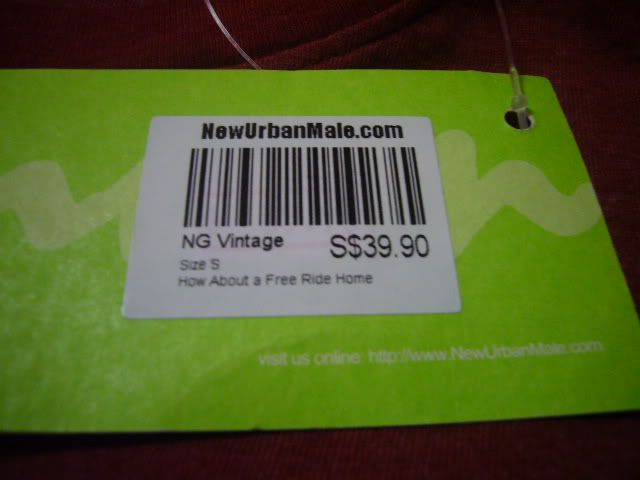 NewUrbanMale.com
NG Vintage S$39.90
Size S
How About a Free Ride Home
visit us online: http://www.NewUrbanMale.com